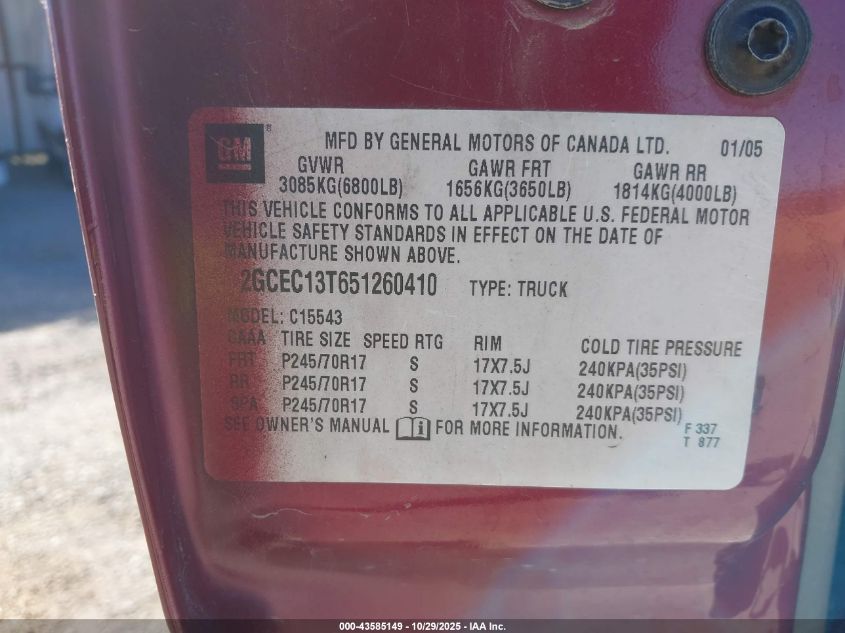 GM ®
MFD BY GENERAL MOTORS OF CANADA LTD. 01/05
GVWR GAWR FRT GAWR RR
3085KG(6800LB) 1656KG(3650LB) 1814KG(4000LB)
THIS VEHICLE CONFORMS TO ALL APPLICABLE U.S. FEDERAL MOTOR
VEHICLE SAFETY STANDARDS IN EFFECT ON THE DATE OF
MANUFACTURE SHOWN ABOVE.
2GCEC13T651260410 TYPE: TRUCK
MODEL: C15543
GAAA TIRE SIZE SPEED RTG RIM COLD TIRE PRESSURE
FRT P245/70R17 S 17X7.5J 240KPA(35PSI)
RR P245/70R17 S 17X7.5J 240KPA(35PSI)
SPA P245/70R17 S 17X7.5J 240KPA(35PSI)
SEE OWNER'S MANUAL i FOR MORE INFORMATION.
F 337
T 877
000-43585149 - 10/29/2025 - IAA Inc.